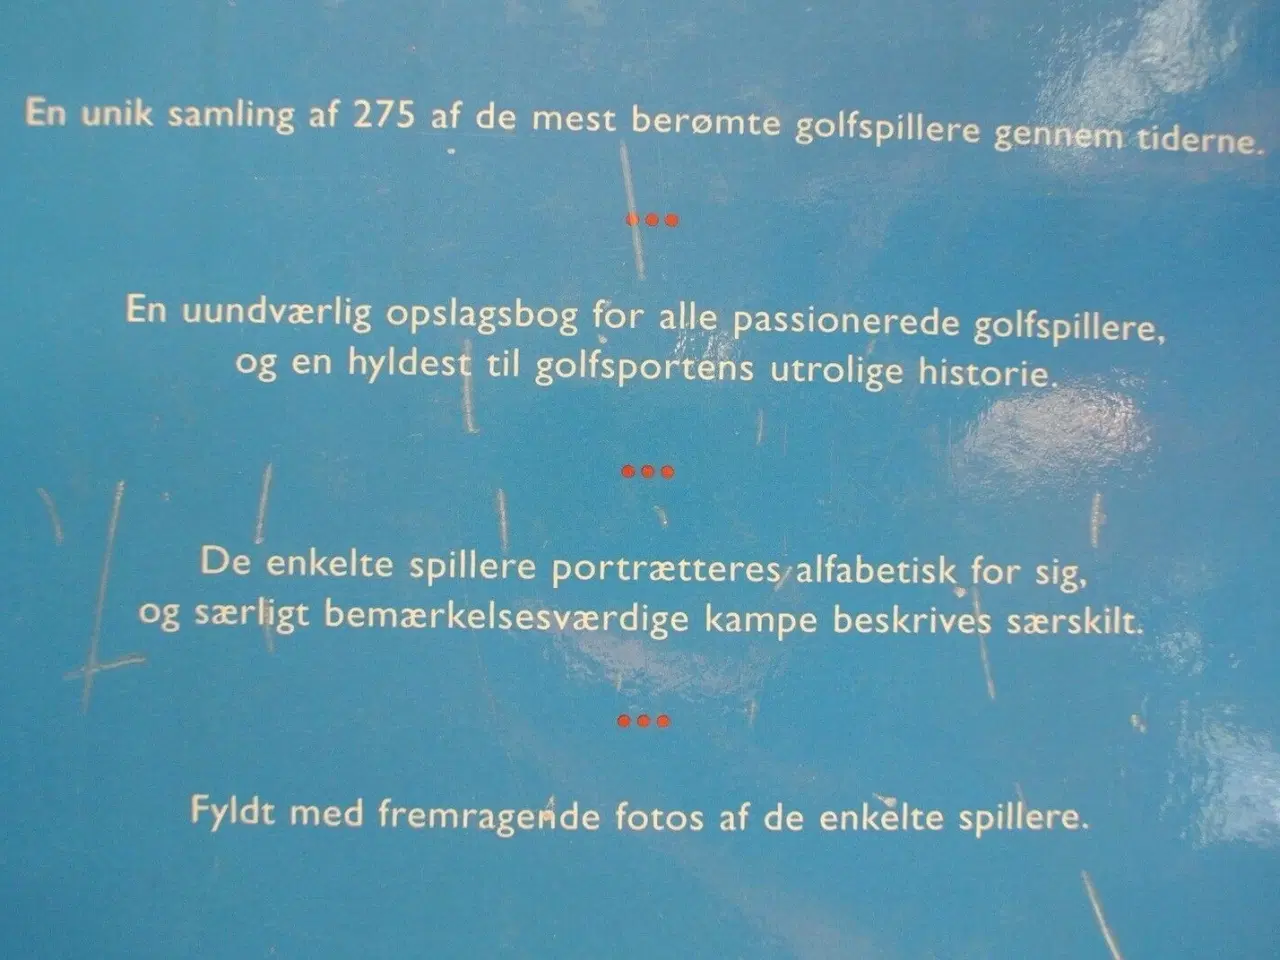 En unik samling af 275 af de mest berømte golfspillere gennem tiderne.
En uundværlig opslagsbog for alle passionerede golfspillere,
og en hyldest til golfsportens utrolige historie.
De enkelte spillere portrætteres alfabetisk for sig,
og særligt bemærkelsesværdige kampe beskrives særskilt.
Fyldt med fremragende fotos af de enkelte spillere.